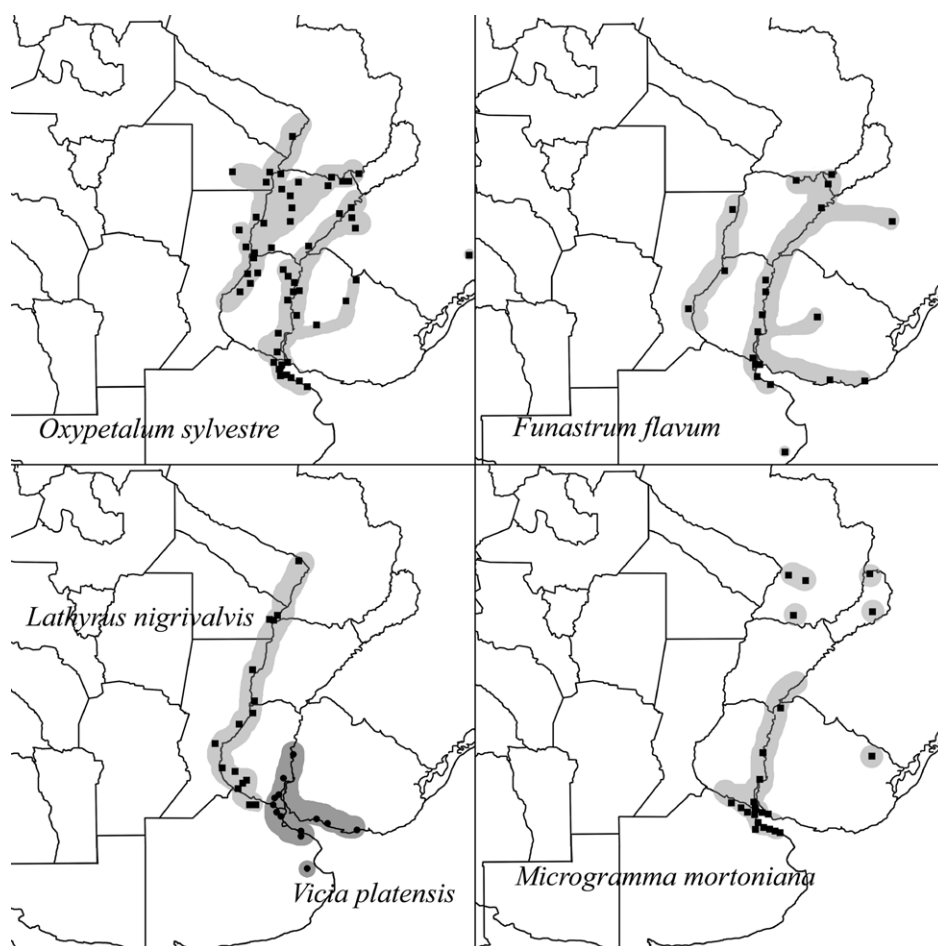 Oxypetalum sylvestre
Funastrum flavum
Lathyrus nigrivalvis
Vicia platensis
Microgramma mortoniana